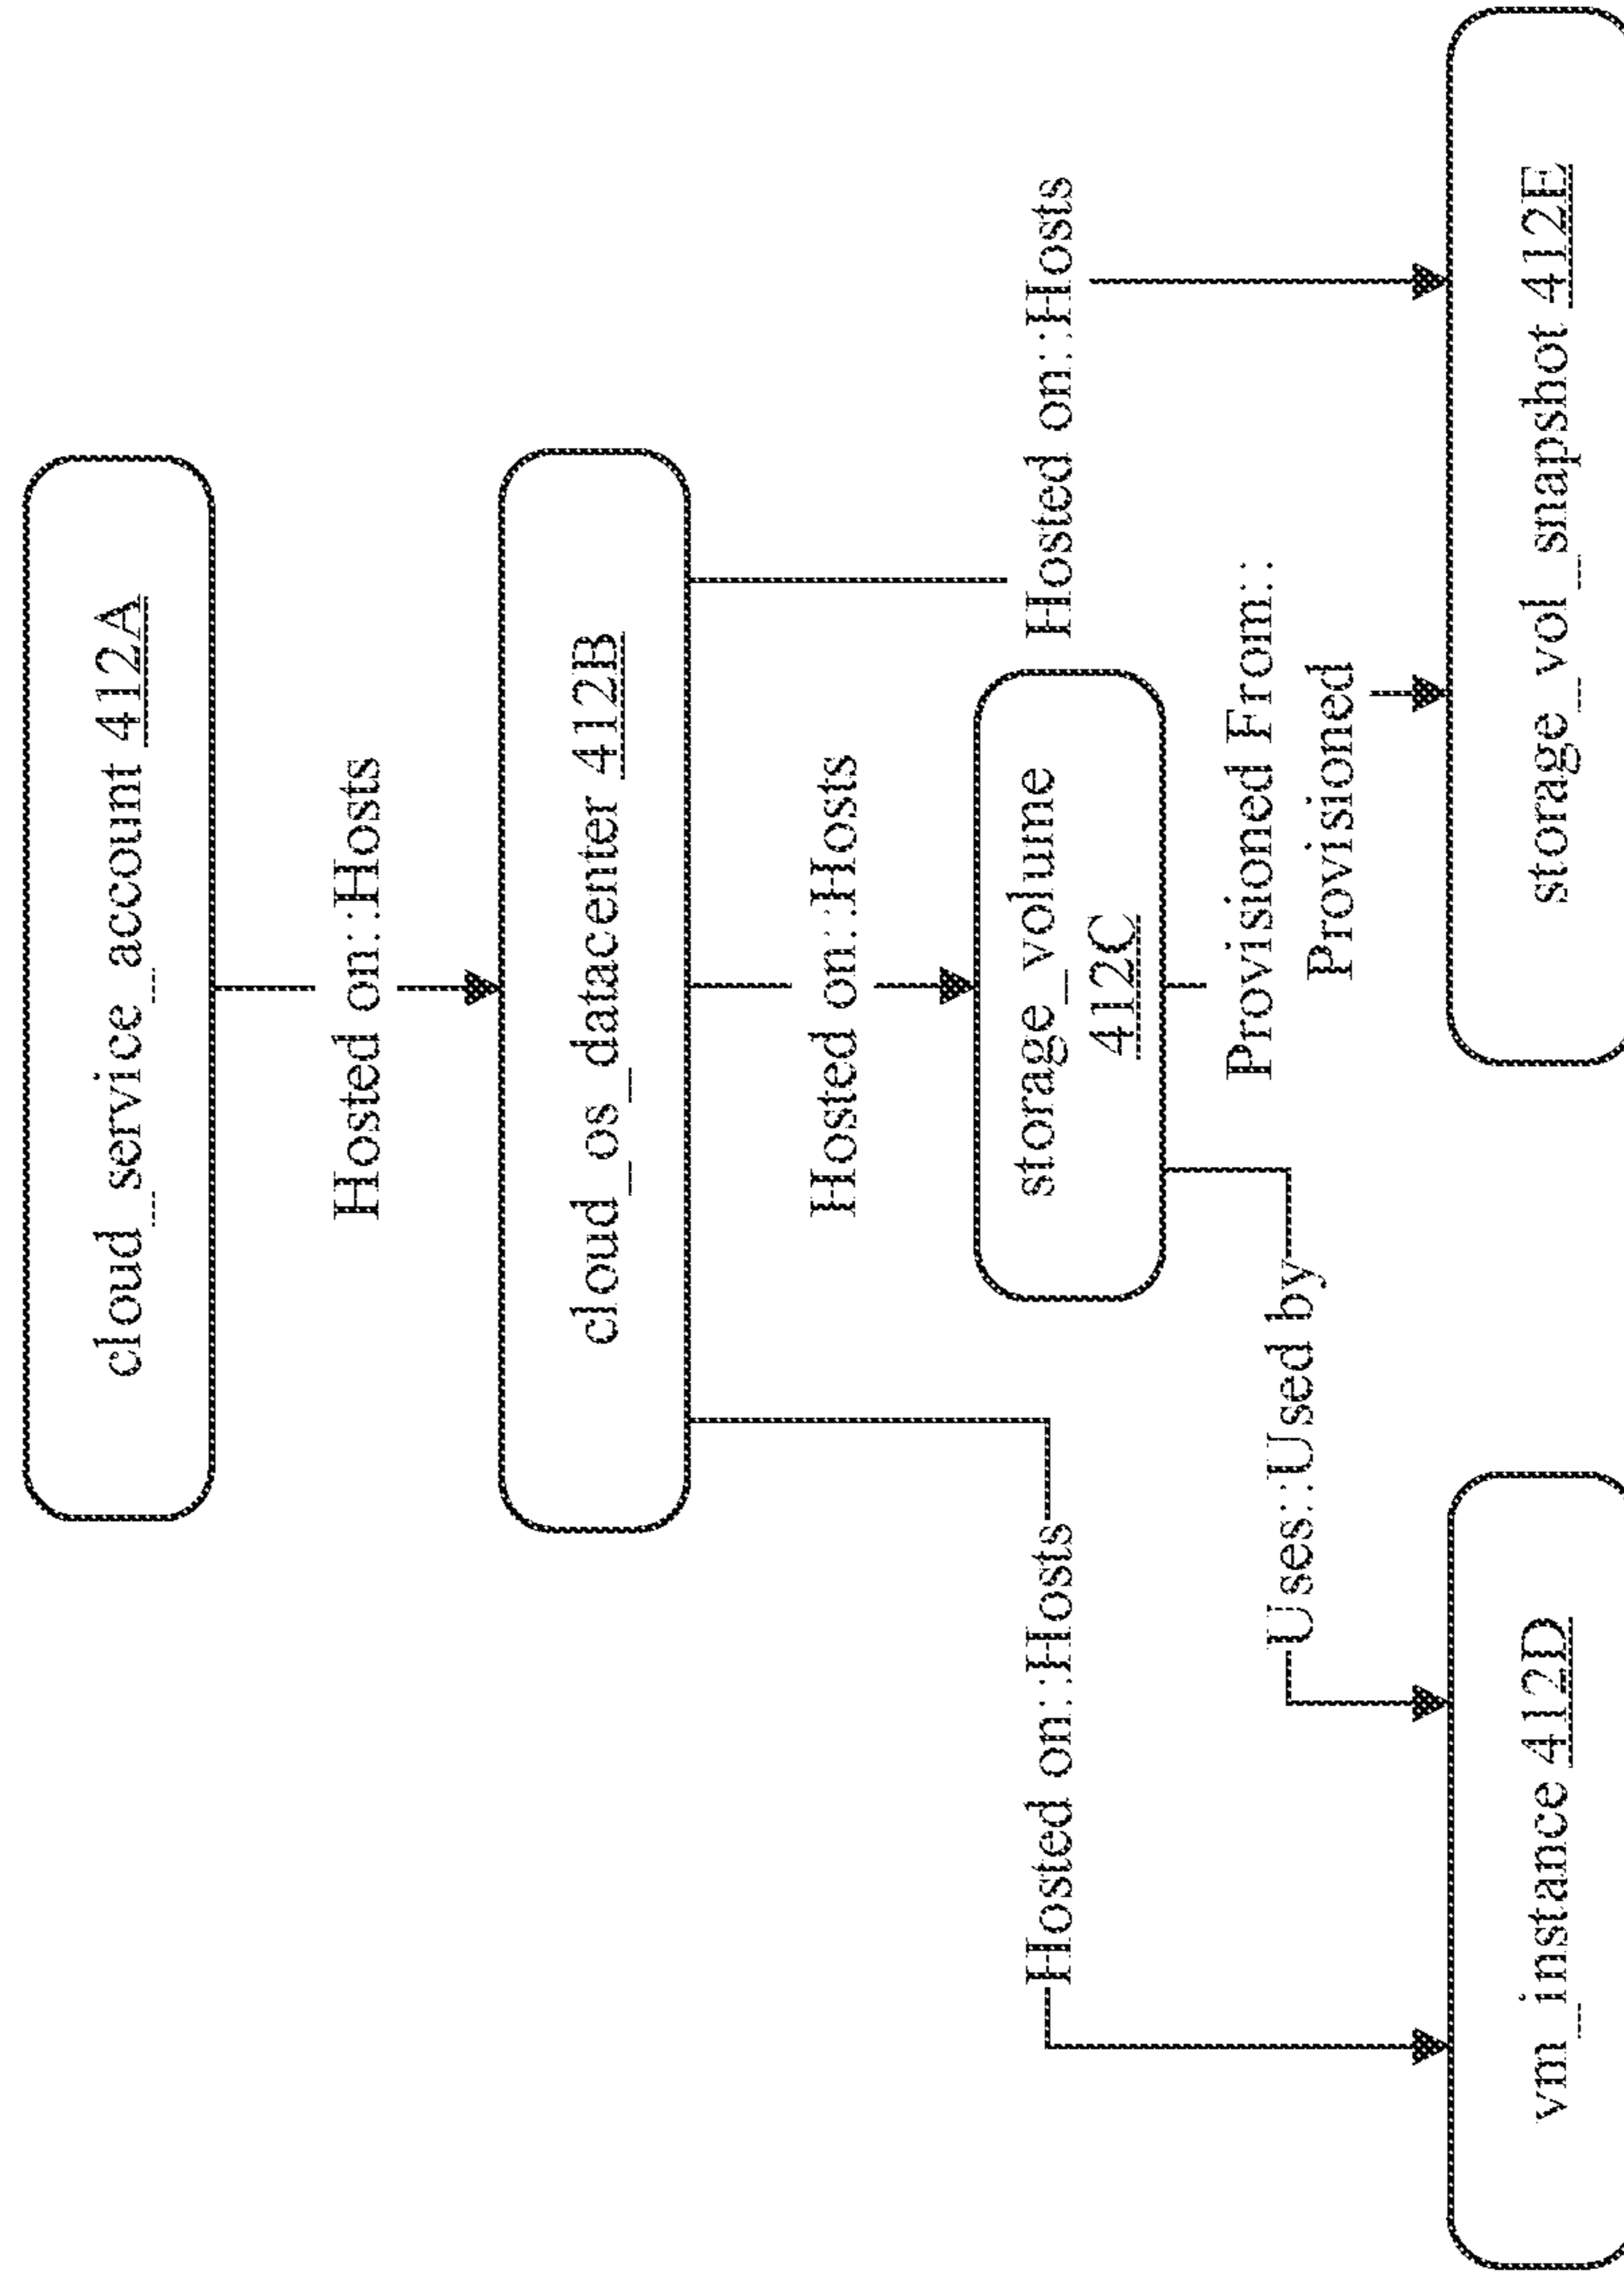 cloud_service_account 412A
Hosted on::Hosts
cloud_os_datacenter 412B
Hosted on::Hosts
storage_volume
412C
Hosted on::Hosts
Hosted on::Hosts
Uses::Used by
Provisioned From::
Provisioned
vm_instance 412D
storage_vol_snapshot 412E